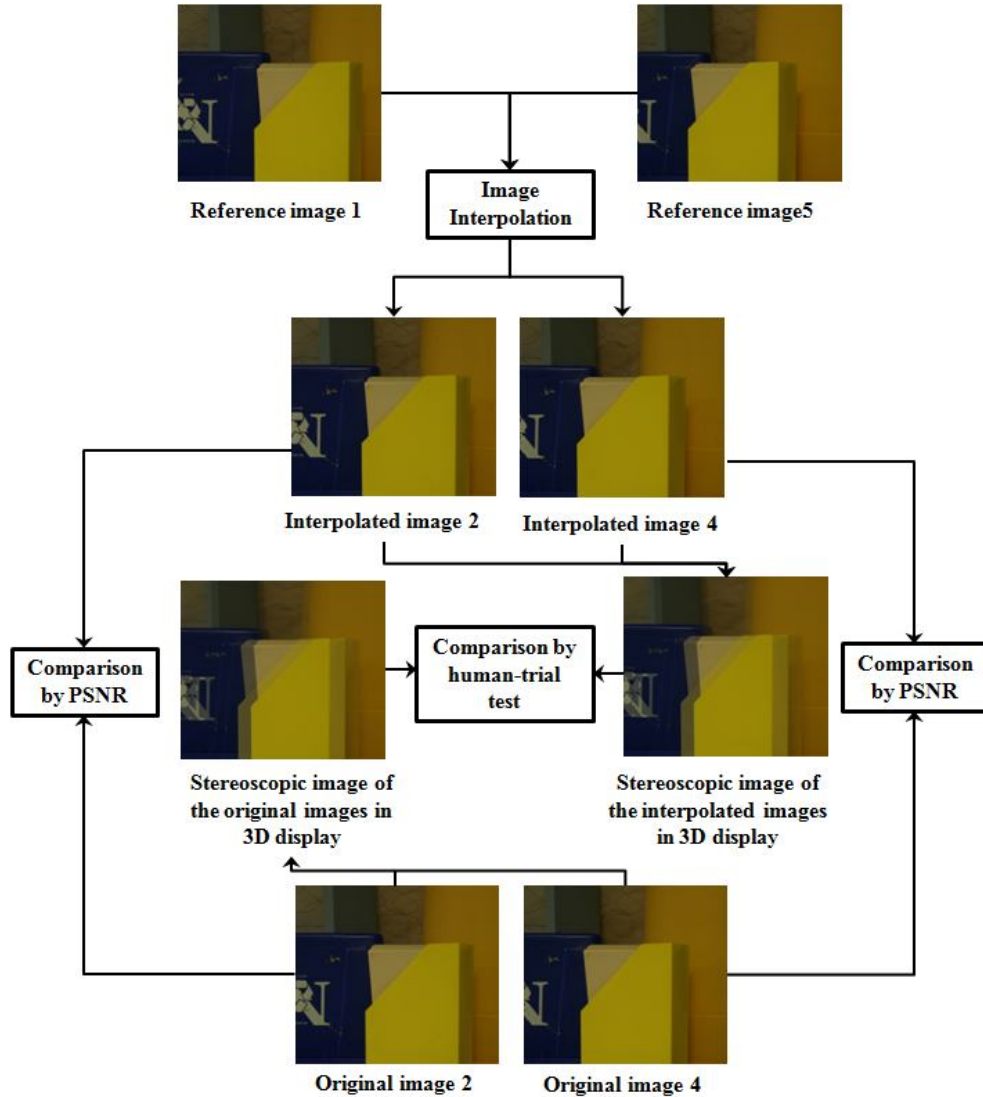 Reference image 1
Image
Interpolation
Reference image5
Interpolated image 2
Interpolated image 4
Comparison
by PSNR
Comparison by
human-trial
test
Comparison
by PSNR
Stereoscopic image of
the original images in
3D display
Stereoscopic image of
the interpolated images
in 3D display
Original image 2
Original image 4